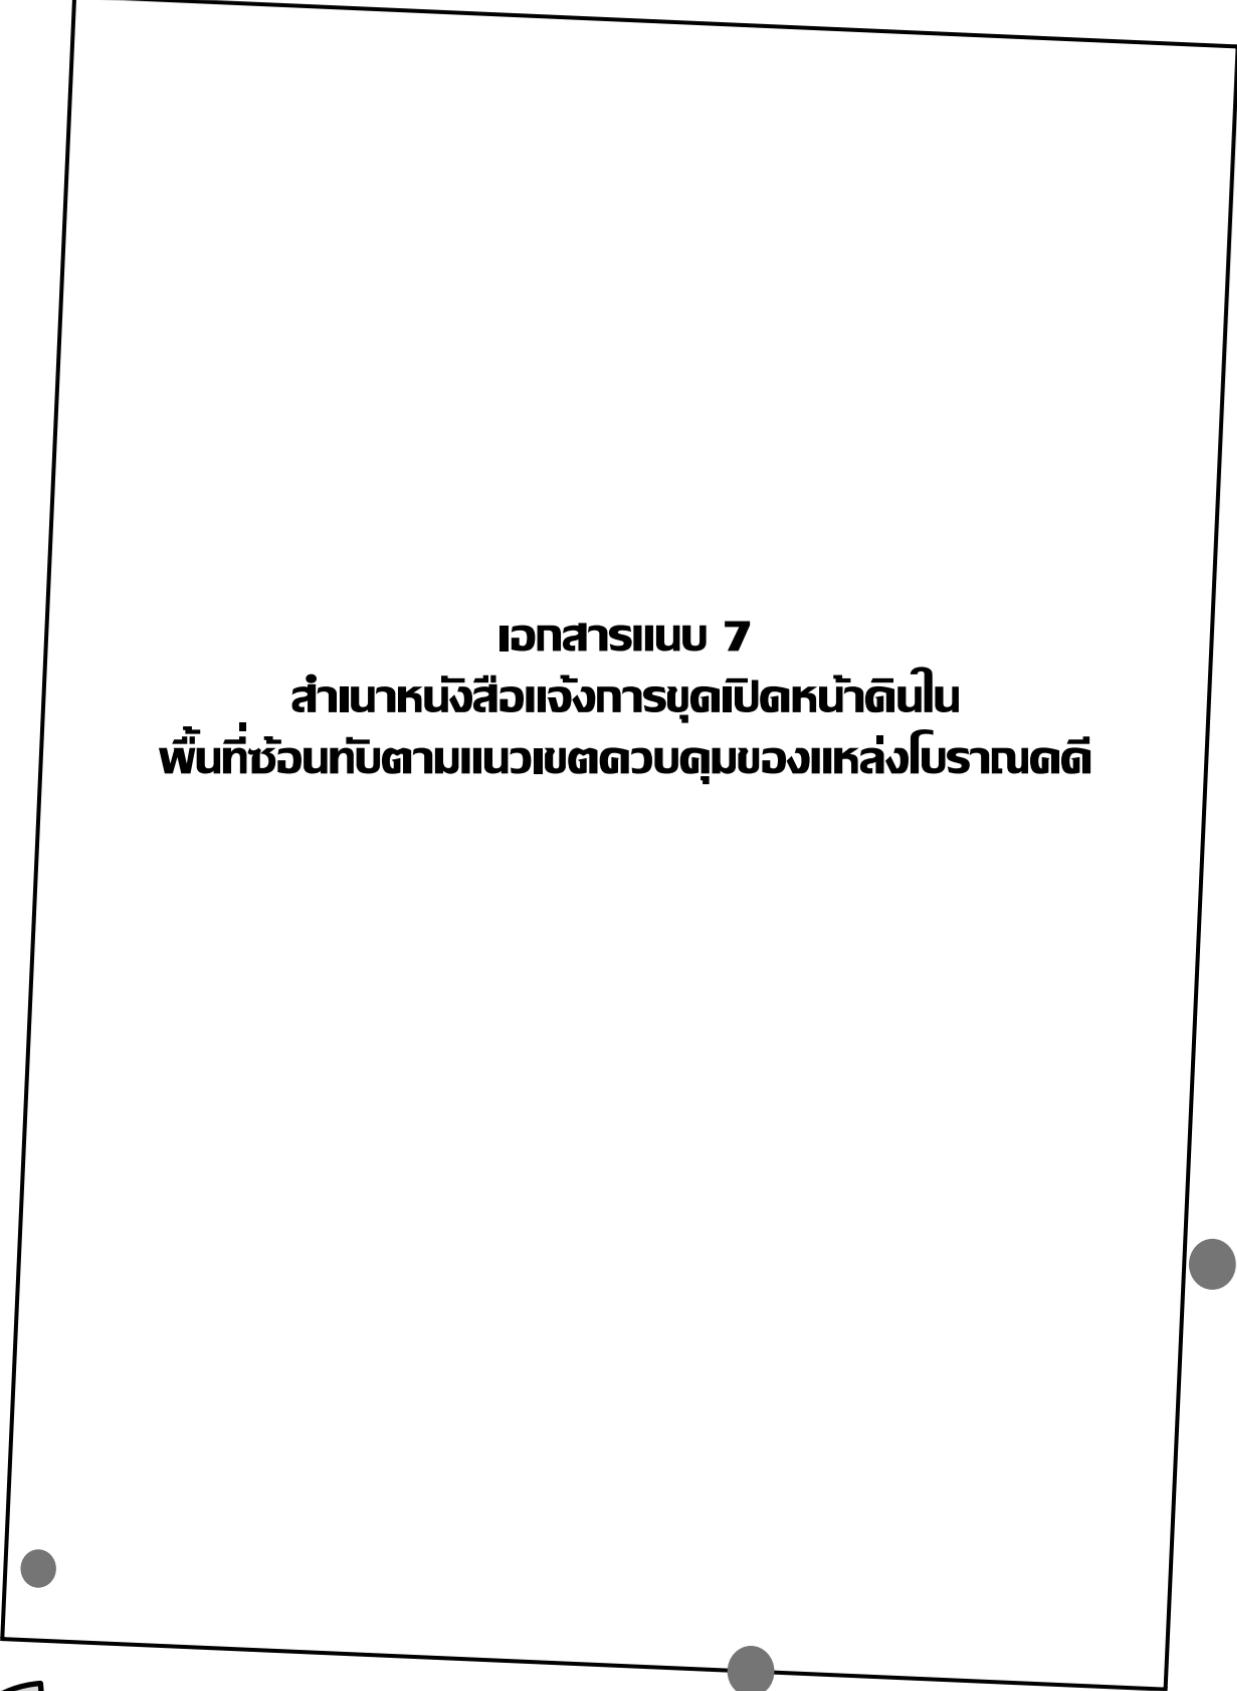 เอกสารแนบ 7
สำเนาหนังสือแจ้งการขุดเปิดหน้าดินใน
พื้นที่ซ้อนทับตามแนวเขตควบคุมของแหล่งโบราณคดี